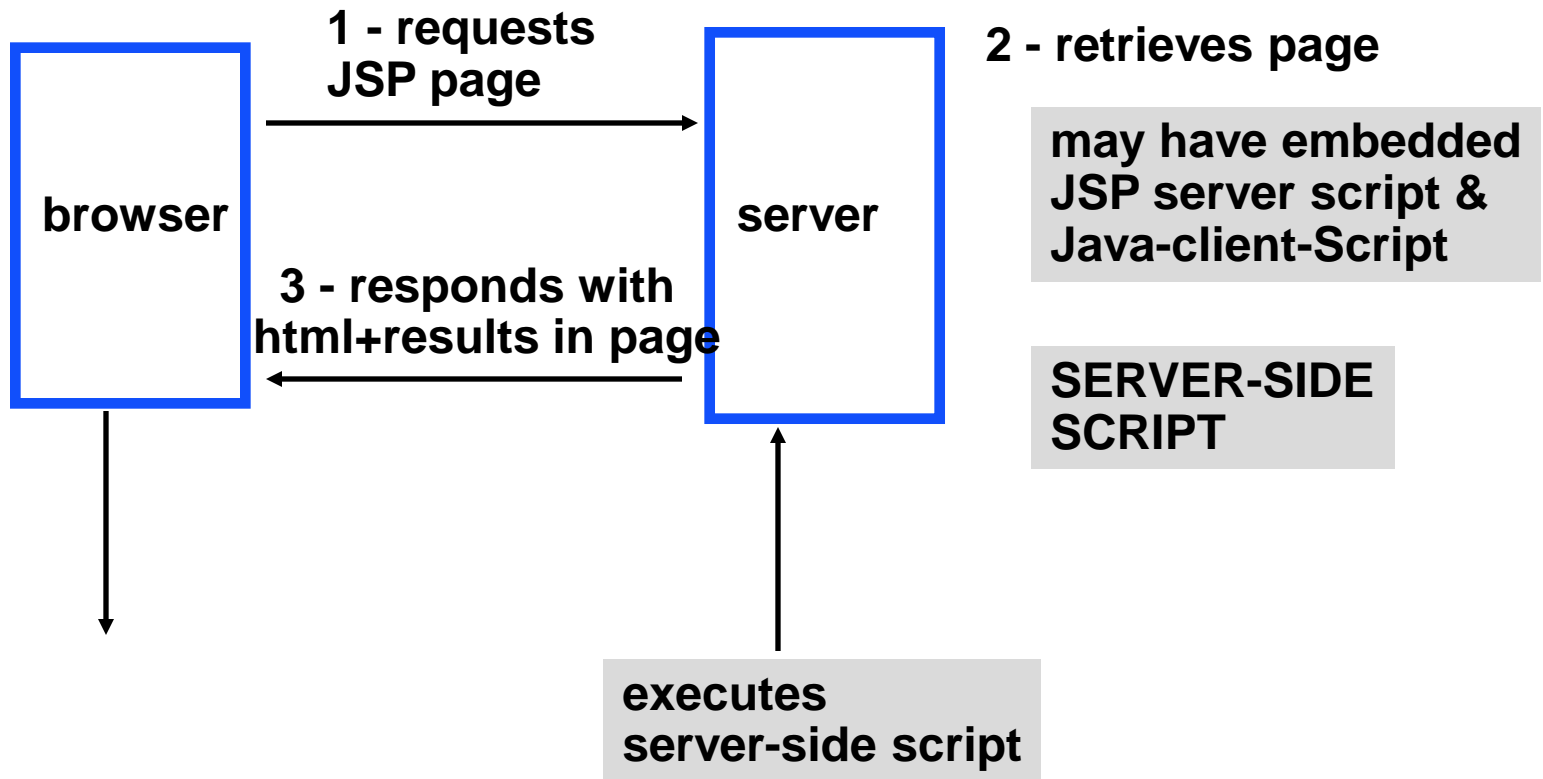 1 - requests
JSP page
2 - retrieves page
may have embedded
JSP server script &
Java-client-Script
browser
server
3 - responds with
html+results in page
SERVER-SIDE
SCRIPT
executes
server-side script